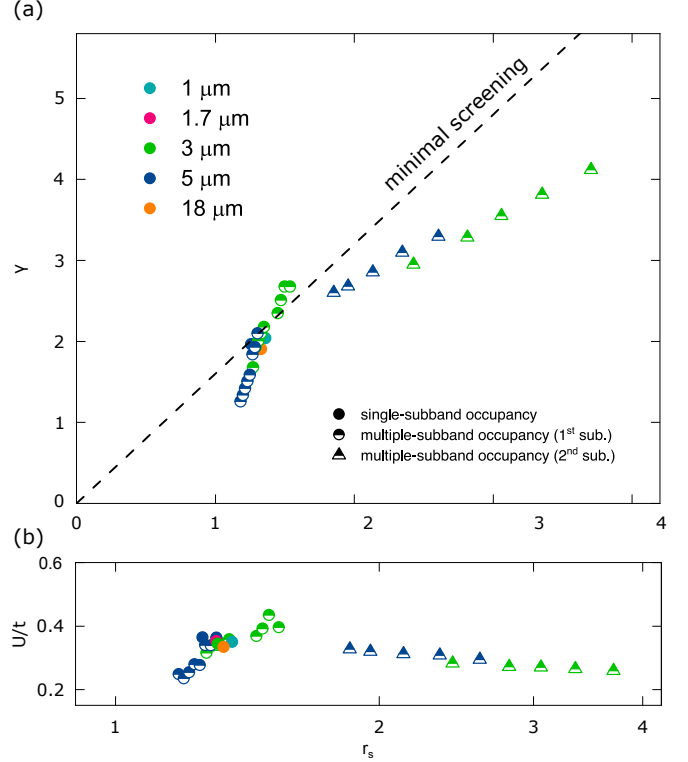 (a)
5
4
3
2
1
0
γ
1 μm
1.7 μm
3 μm
5 μm
18 μm
minimal screening
single-subband occupancy
multiple-subband occupancy (1st sub.)
multiple-subband occupancy (2nd sub.)
0 1 2 3 4
(b)
0.6
0.4
0.2
U/t
1 2 3 4
rs